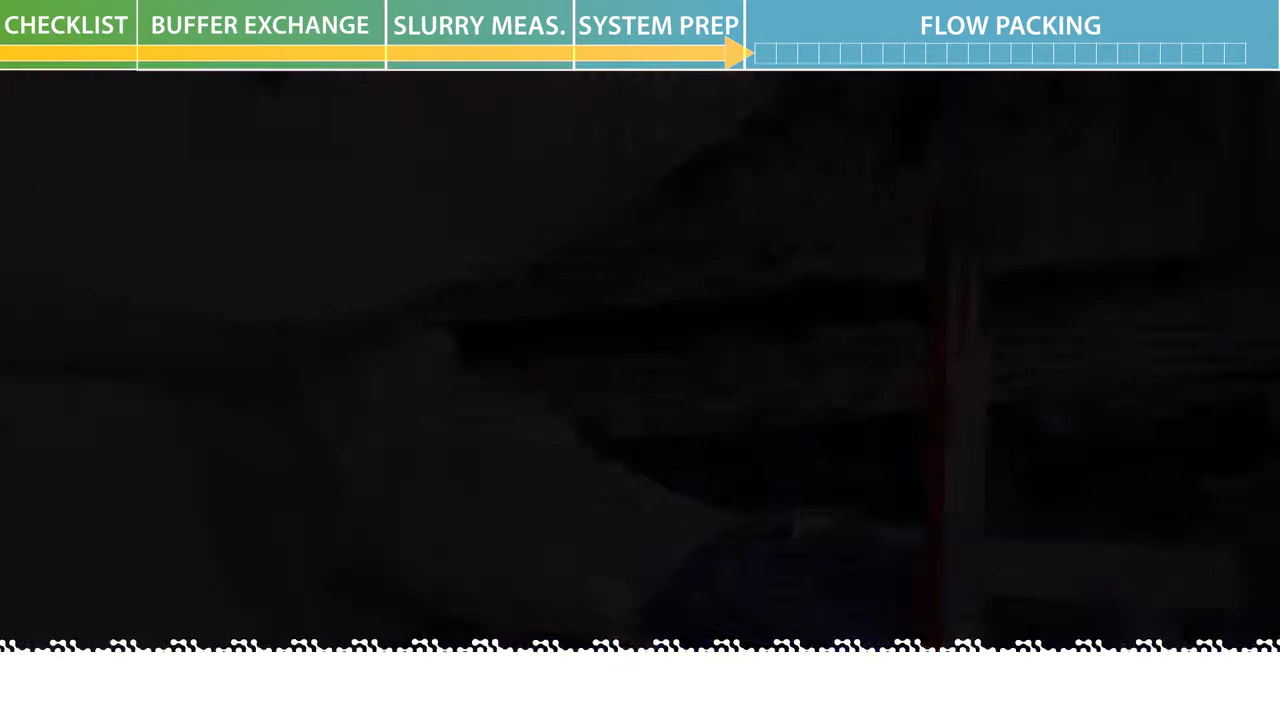 CHECKLIST
BUFFER EXCHANGE
SLURRY MEAS.
SYSTEM PREP
FLOW PACKING